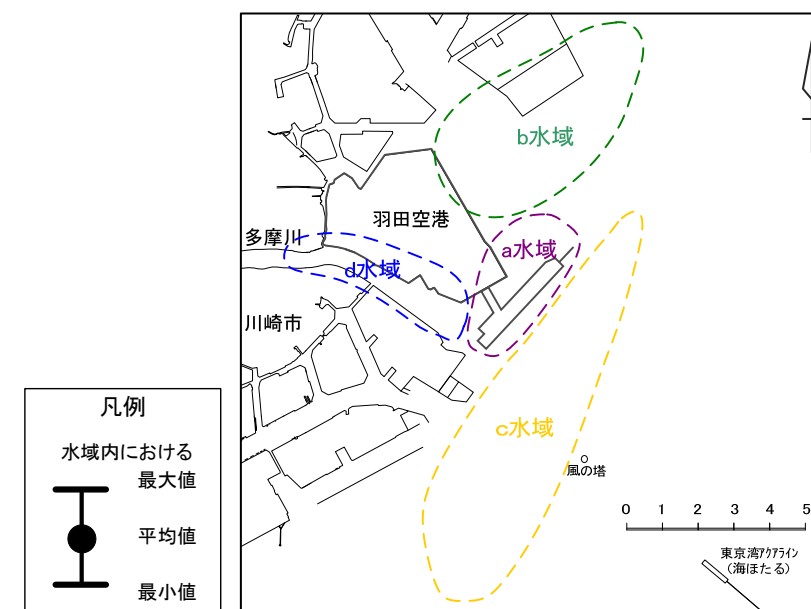 b水域
羽田空港
多摩川
a水域
d水域
川崎市
c水域
風の塔
0 1 2 3 4 5
東京湾アクアライン
(海ほたる)
凡例
水域内における
最大値
平均値
最小値